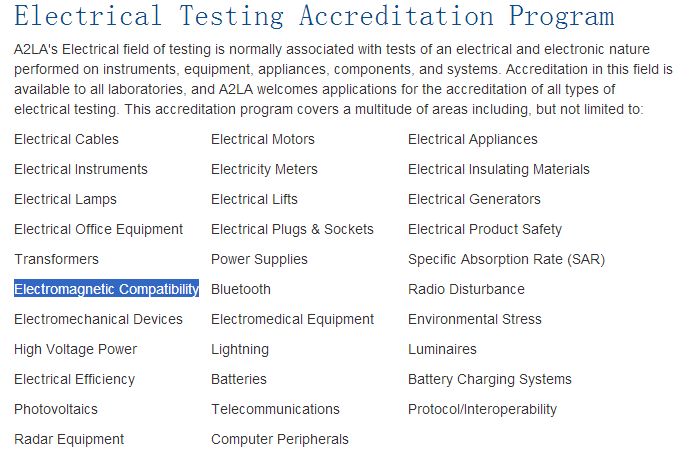 Electrical Testing Accreditation Program
A2LA's Electrical field of testing is normally associated with tests of an electrical and electronic nature
performed on instruments, equipment, appliances, components, and systems. Accreditation in this field is
available to all laboratories, and A2LA welcomes applications for the accreditation of all types of
electrical testing. This accreditation program covers a multitude of areas including, but not limited to:
Electrical Cables Electrical Motors Electrical Appliances
Electrical Instruments Electricity Meters Electrical Insulating Materials
Electrical Lamps Electrical Lifts Electrical Generators
Electrical Office Equipment Electrical Plugs & Sockets Electrical Product Safety
Transformers Power Supplies Specific Absorption Rate (SAR)
Electromagnetic Compatibility Bluetooth Radio Disturbance
Electromechanical Devices Electromedical Equipment Environmental Stress
High Voltage Power Lightning Luminaires
Electrical Efficiency Batteries Battery Charging Systems
Photovoltaics Telecommunications Protocol/Interoperability
Radar Equipment Computer Peripherals